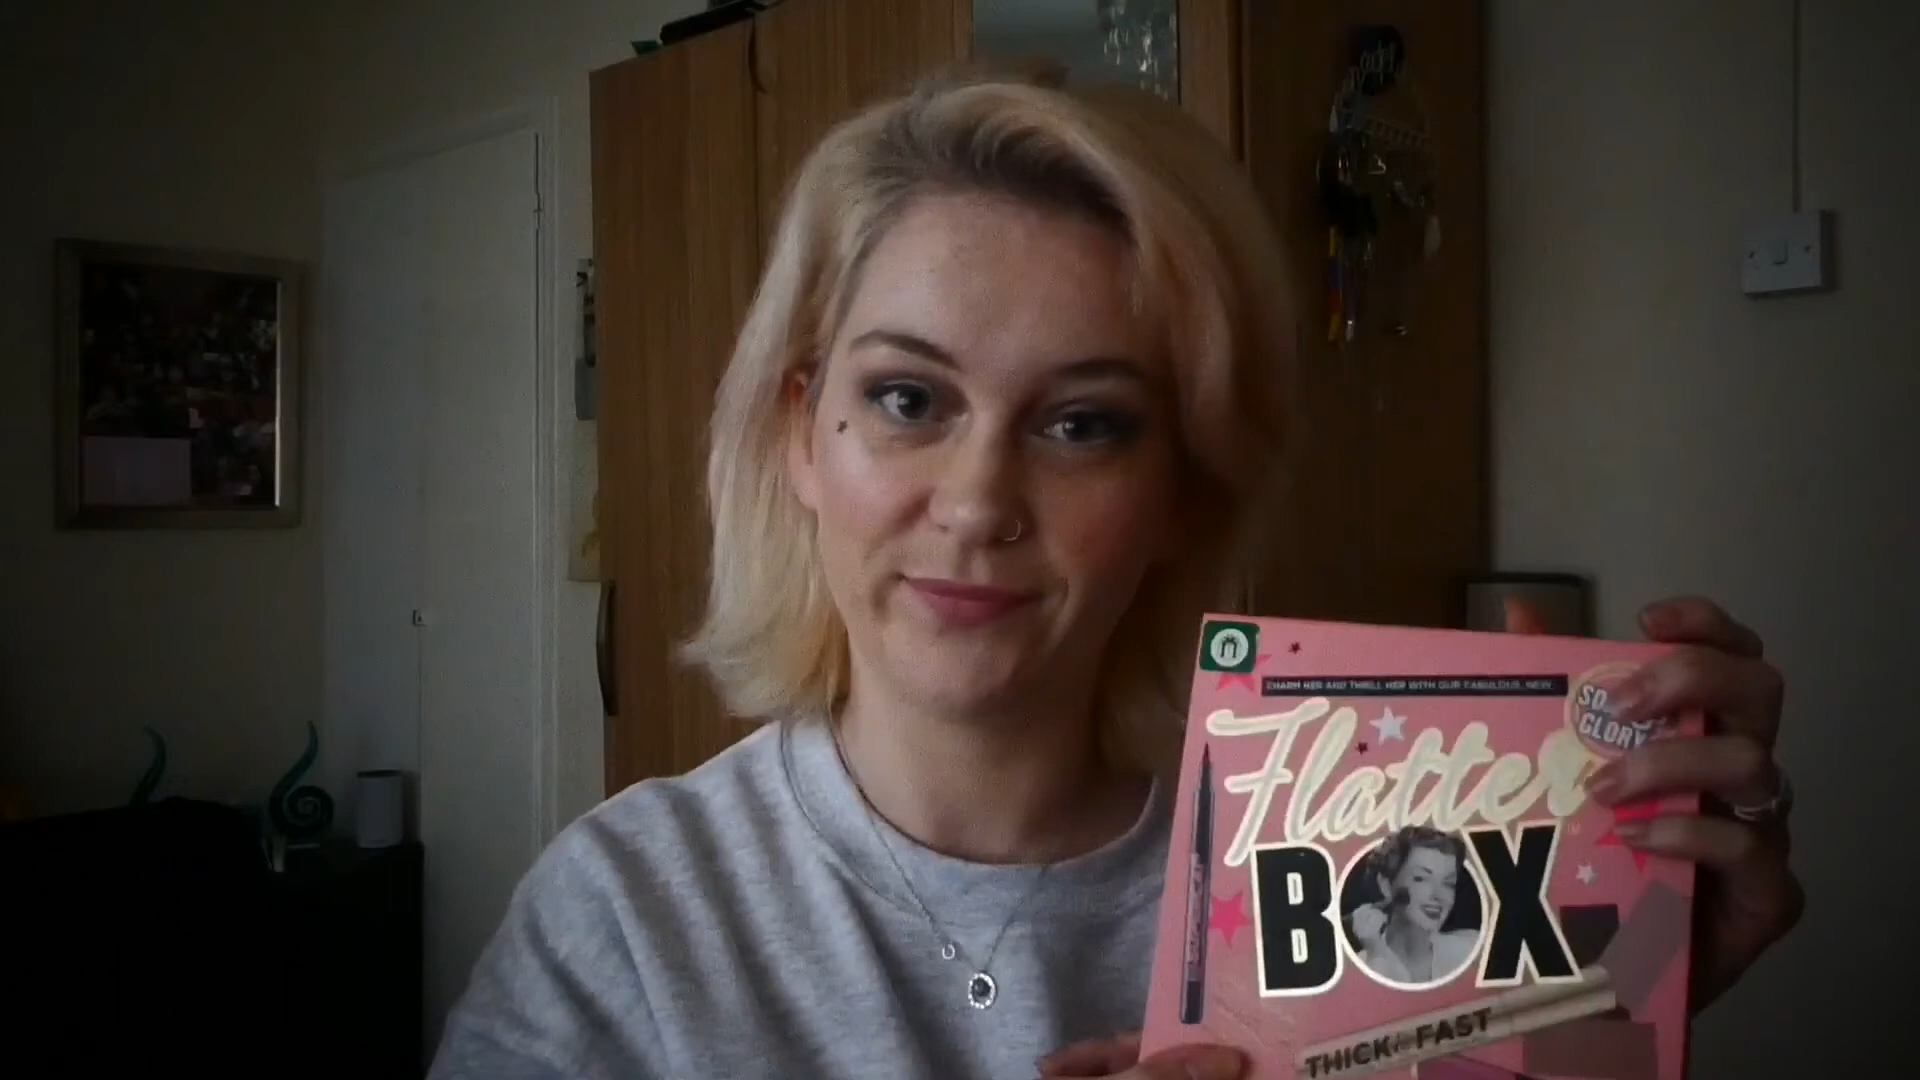 CHARM HER AND THRILL HER WITH OUR FABULOUS, NEW
SO...
GLORY
Flatter
BOX
THICK & FAST